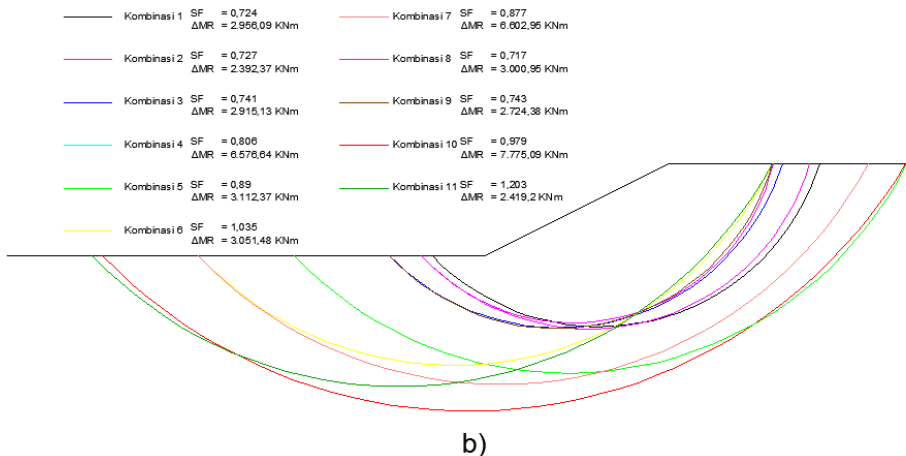 Kombinasi 1 SF = 0,724
ΔMR = 2.956,09 KNm
Kombinasi 2 SF = 0,727
ΔMR = 2.392,37 KNm
Kombinasi 3 SF = 0,741
ΔMR = 2.915,13 KNm
Kombinasi 4 SF = 0,806
ΔMR = 6.576,64 KNm
Kombinasi 5 SF = 0,89
ΔMR = 3.112,37 KNm
Kombinasi 6 SF = 1,035
ΔMR = 3.051,48 KNm
Kombinasi 7 SF = 0,877
ΔMR = 6.602,95 KNm
Kombinasi 8 SF = 0,717
ΔMR = 3.000,95 KNm
Kombinasi 9 SF = 0,743
ΔMR = 2.724,38 KNm
Kombinasi 10 SF = 0,979
ΔMR = 7.775,09 KNm
Kombinasi 11 SF = 1,203
ΔMR = 2.419,2 KNm
b)